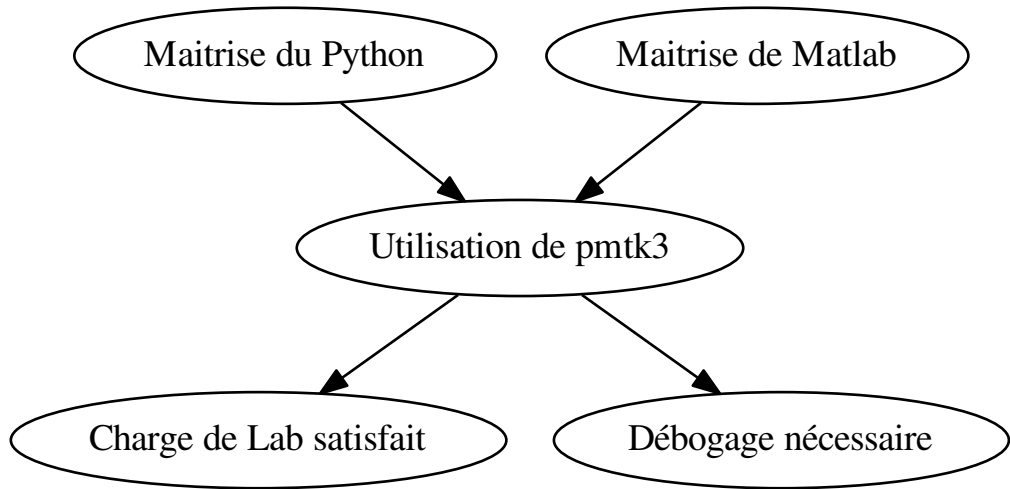 Maitrise du Python
Maitrise de Matlab
Utilisation de pmtk3
Charge de Lab satisfait
Débogage nécessaire